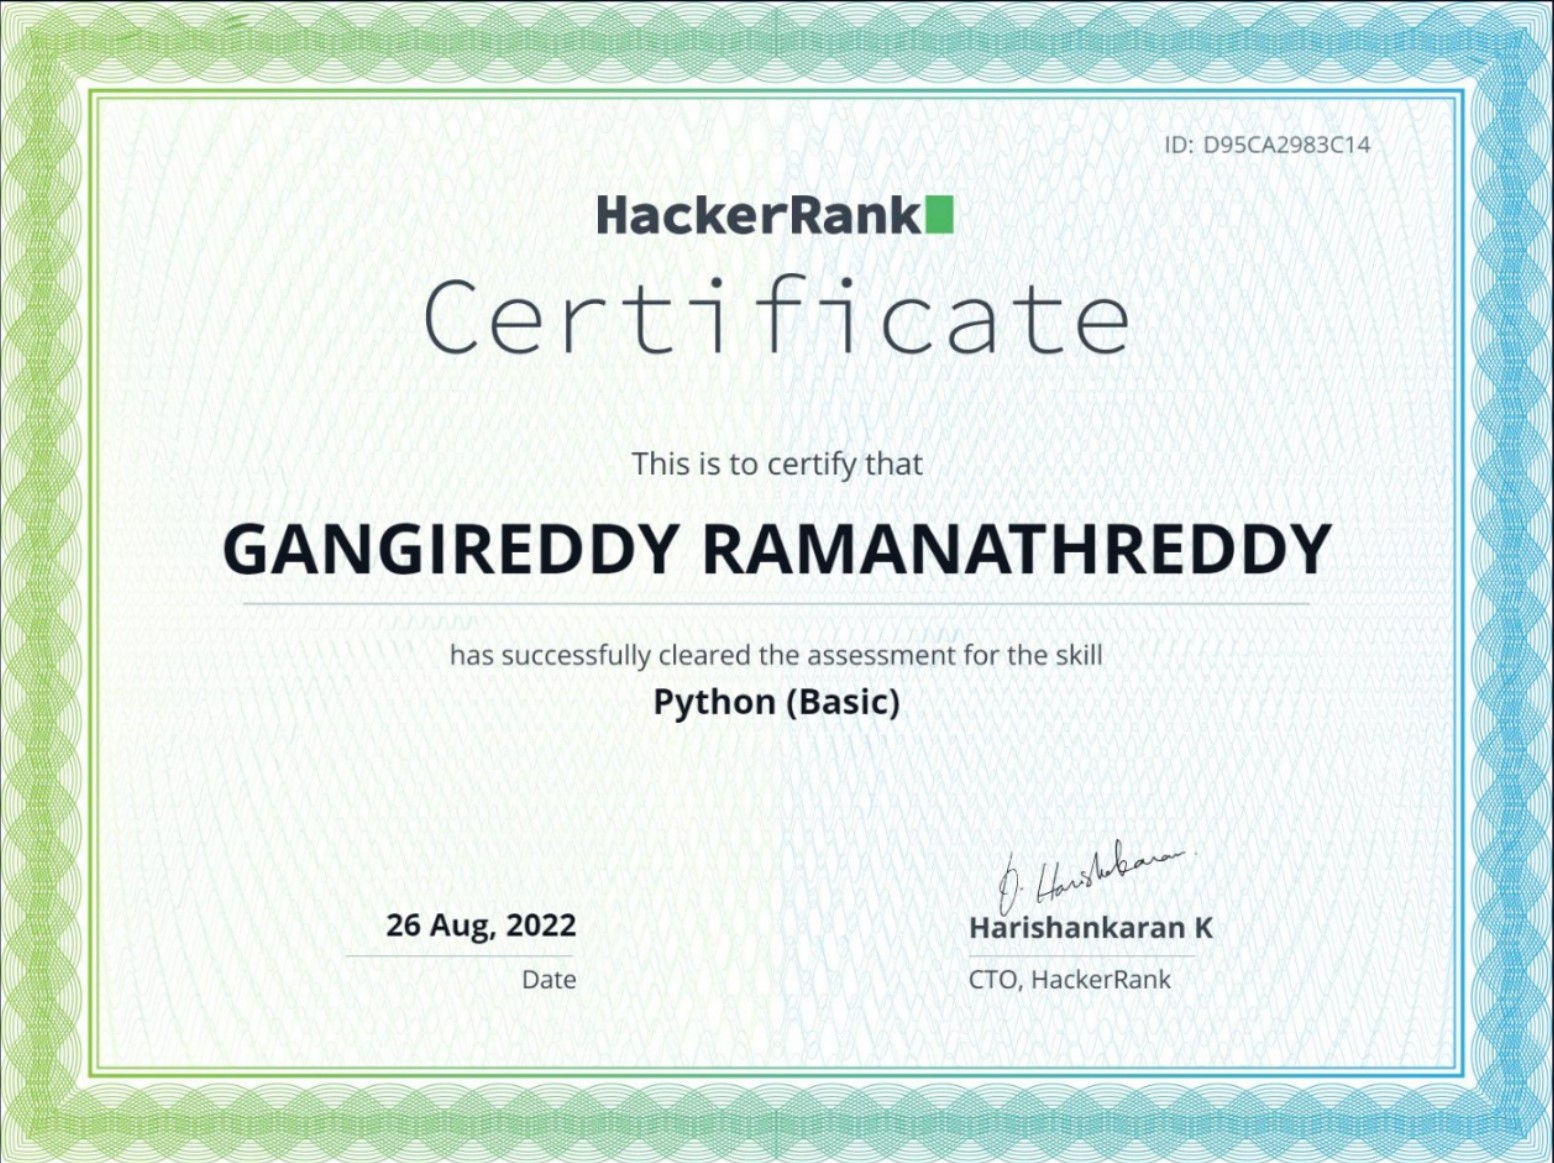 ID: D95CA2983C14
HackerRank
Certificate
This is to certify that
GANGIREDDY RAMANATHREDDY
has successfully cleared the assessment for the skill
Python (Basic)
26 Aug, 2022
Date
Harishankaran K
CTO, HackerRank